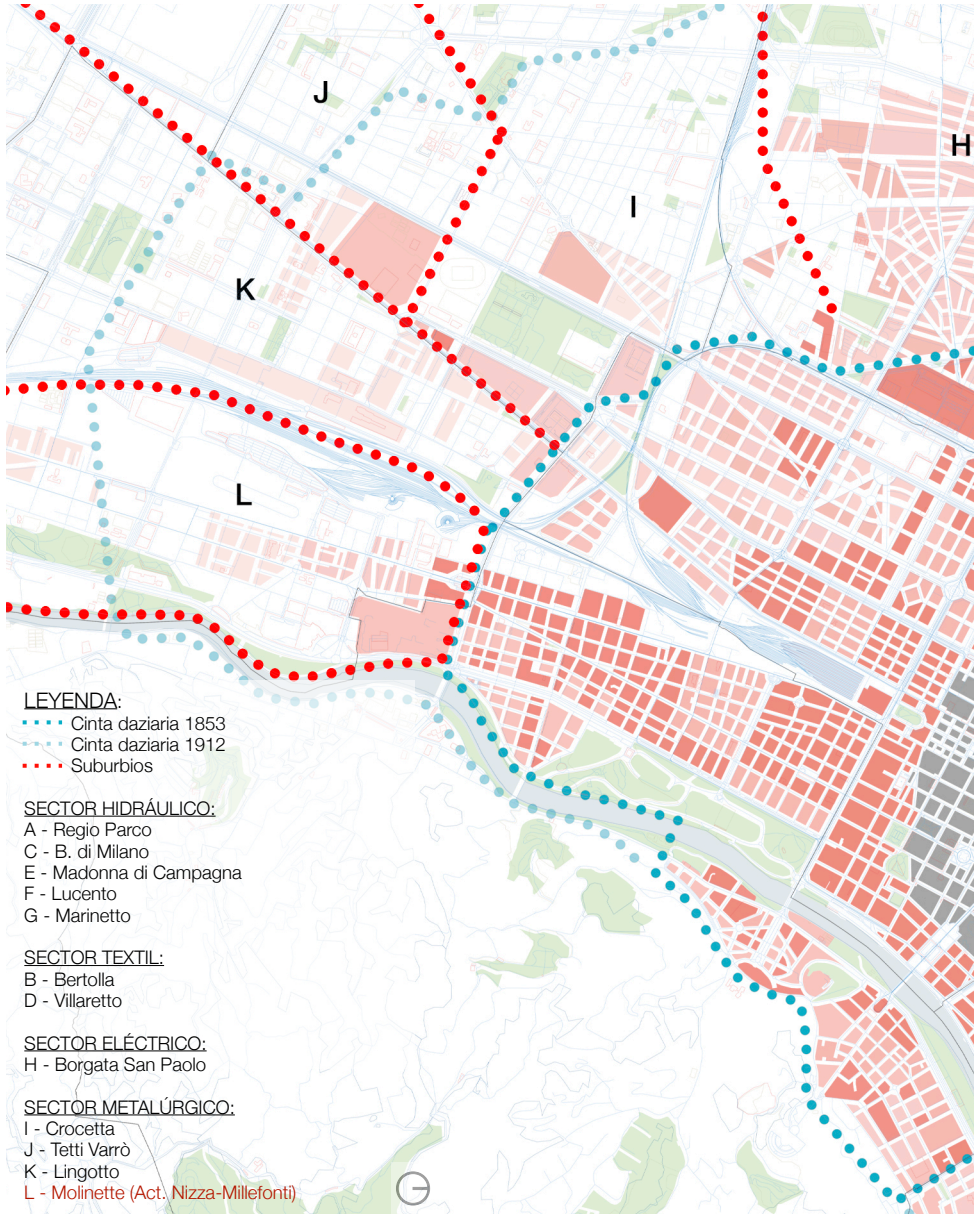 J
H
I
K
L
LEYENDA:
Cinta daziaria 1853
Cinta daziaria 1912
Suburbios
SECTOR HIDRÁULICO:
A - Regio Parco
C - B. di Milano
E - Madonna di Campagna
F - Lucento
G - Marinetto
SECTOR TEXTIL:
B - Bertolla
D - Villaretto
SECTOR ELÉCTRICO:
H - Borgata San Paolo
SECTOR METALÚRGICO:
I - Crocetta
J - Tetti Varrò
K - Lingotto
L - Molinette (Act. Nizza-Millefonti)